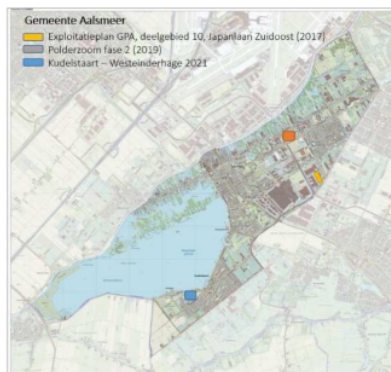 Gemeente Aalsmeer
Exploitatieplan GPA, deelgebied 10, Japanlaan Zuidoost (2017)
Polderzoom fase 2 (2019)
Kudelstaart – Westeinderhage 2021